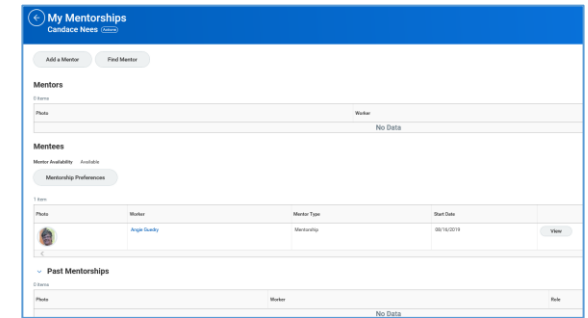 My Mentorships
Candace Nees Actions
Add a Mentor Find Mentor
Mentors
0 items
Photo Worker
No Data
Mentees
Mentor Availability Available
Mentorship Preferences
1 item
Photo Worker Mentor Type Start Date
Angie Guedry Mentorship 08/16/2019 View
Past Mentorships
0 items
Photo Worker Role
No Data